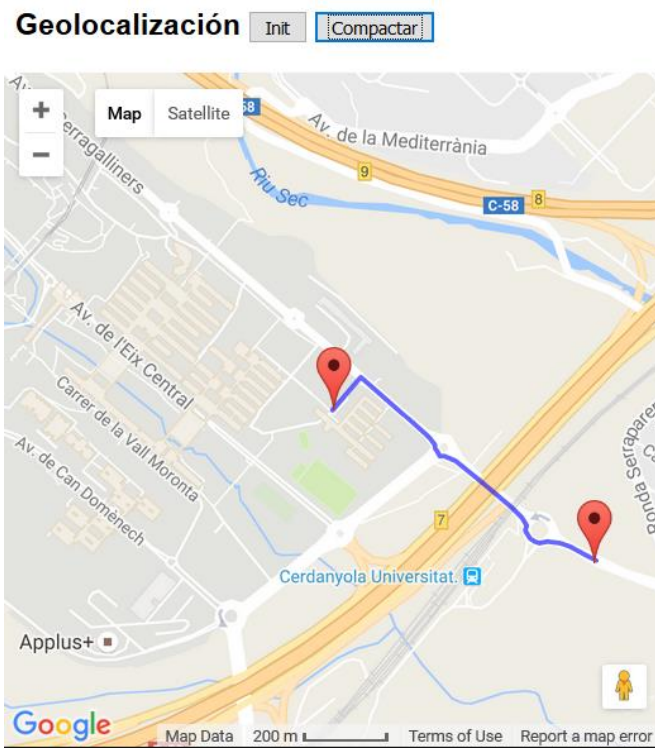 Geolocalización Init Compactar
+
Map Satellite
58
Av. Serragalliners
Av. de la Mediterrània
−
9
Riu Sec
C-58
8
Av. de l'Eix Central
Carrer de la Vall Moronta
Av. de Can Domènech
7
Cerdanyola Universitat.
Applus+
Google
Map Data 200 m Terms of Use Report a map error